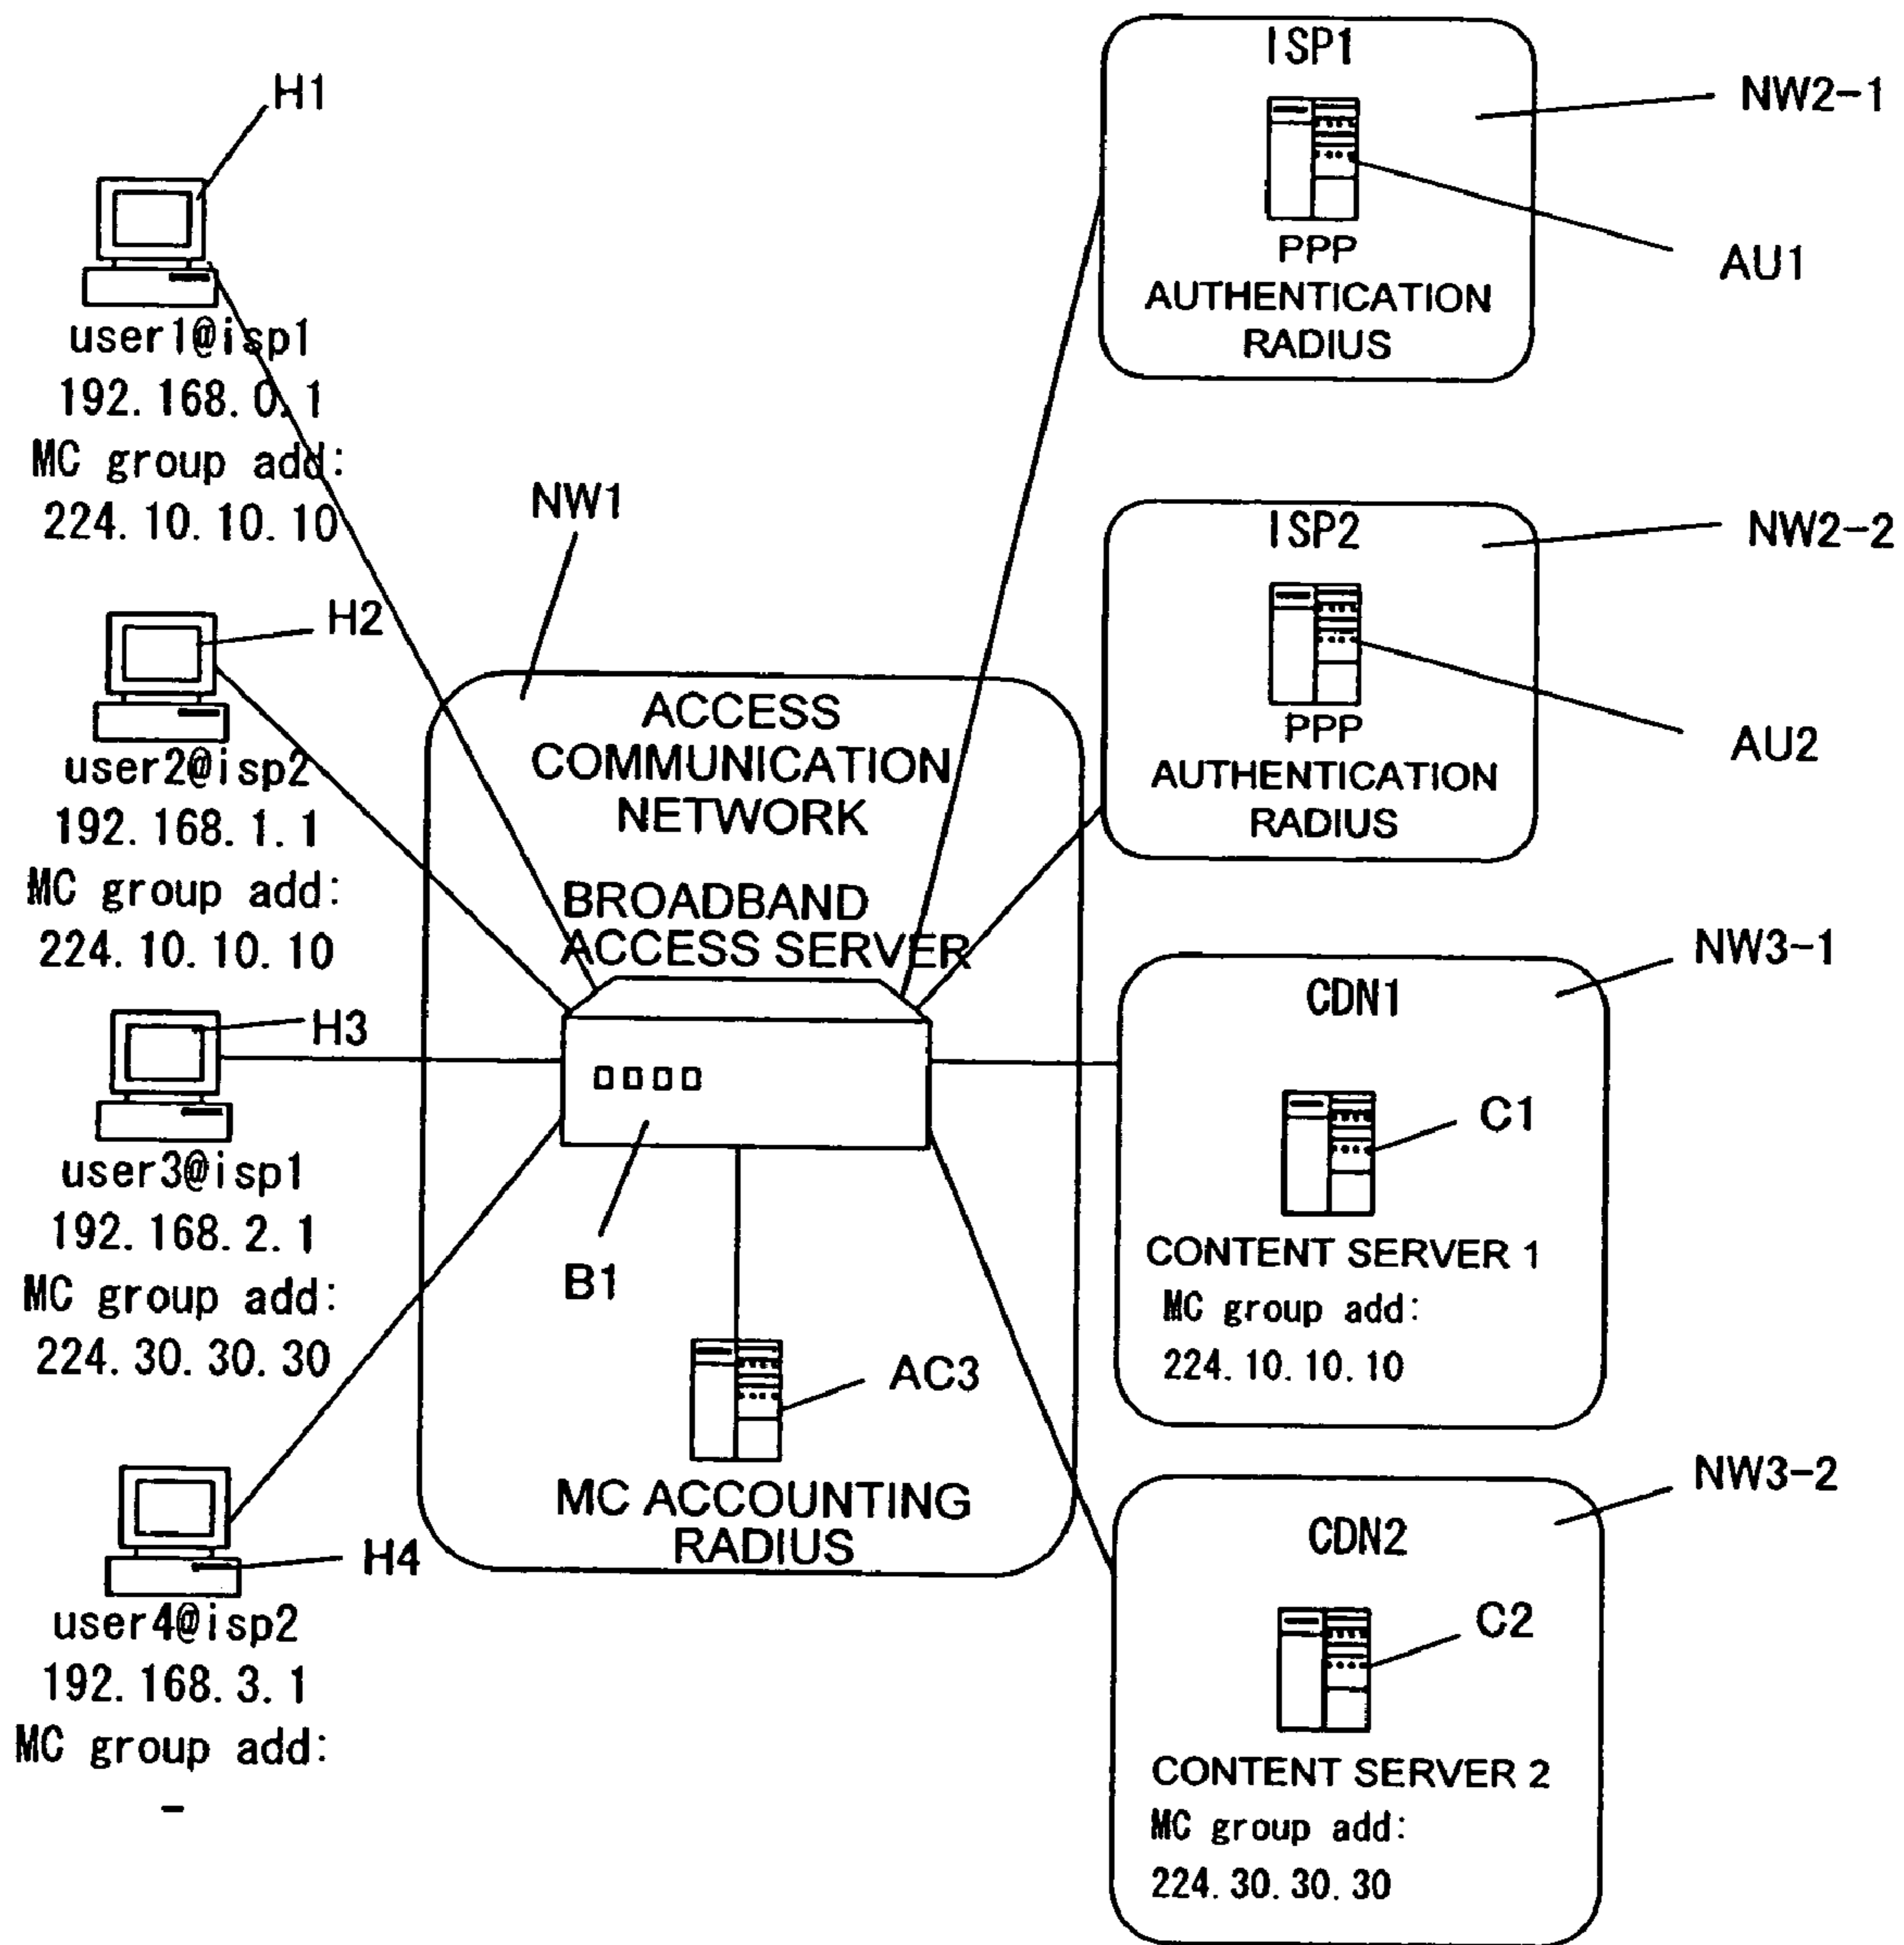 H1
user1@isp1
192.168.0.1
MC group add:
224.10.10.10
H2
user2@isp2
192.168.1.1
MC group add:
224.10.10.10
H3
user3@isp1
192.168.2.1
MC group add:
224.30.30.30
H4
user4@isp2
192.168.3.1
MC group add:
-
NW1
ACCESS
COMMUNICATION
NETWORK
BROADBAND
ACCESS SERVER
B1
AC3
MC ACCOUNTING
RADIUS
ISP1
NW2-1
AU1
PPP
AUTHENTICATION
RADIUS
ISP2
NW2-2
AU2
PPP
AUTHENTICATION
RADIUS
NW3-1
CDN1
C1
CONTENT SERVER 1
MC group add:
224.10.10.10
NW3-2
CDN2
C2
CONTENT SERVER 2
MC group add:
224.30.30.30